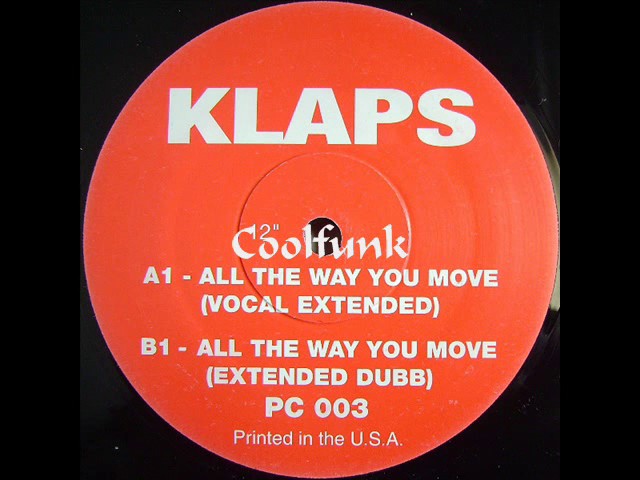 KLAPS
12"
Coolfunk
A1 - ALL THE WAY YOU MOVE
(VOCAL EXTENDED)
B1 - ALL THE WAY YOU MOVE
(EXTENDED DUBB)
PC 003
Printed in the U.S.A.